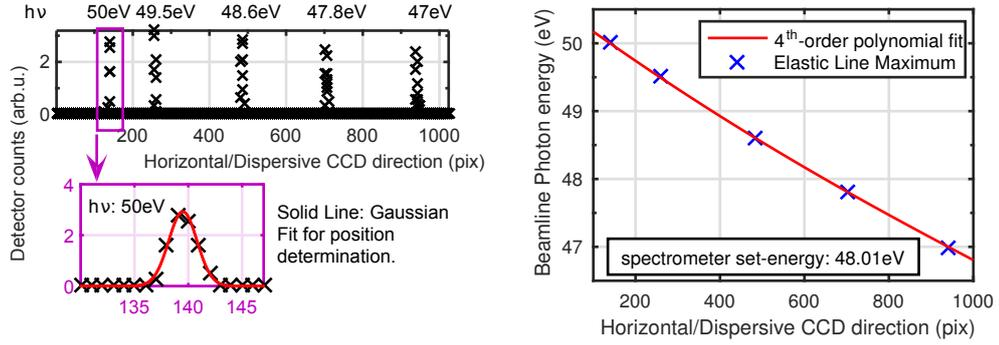 hν 50eV 49.5eV 48.6eV 47.8eV 47eV
2
0
200 400 600 800 1000
Horizontal/Dispersive CCD direction (pix)
Detector counts (arb.u.)
4
2
0
hν: 50eV
135 140 145
Solid Line: Gaussian
Fit for position
determination.
50
49
48
47
Beamline Photon energy (eV)
4th-order polynomial fit
Elastic Line Maximum
spectrometer set-energy: 48.01eV
200 400 600 800 1000
Horizontal/Dispersive CCD direction (pix)